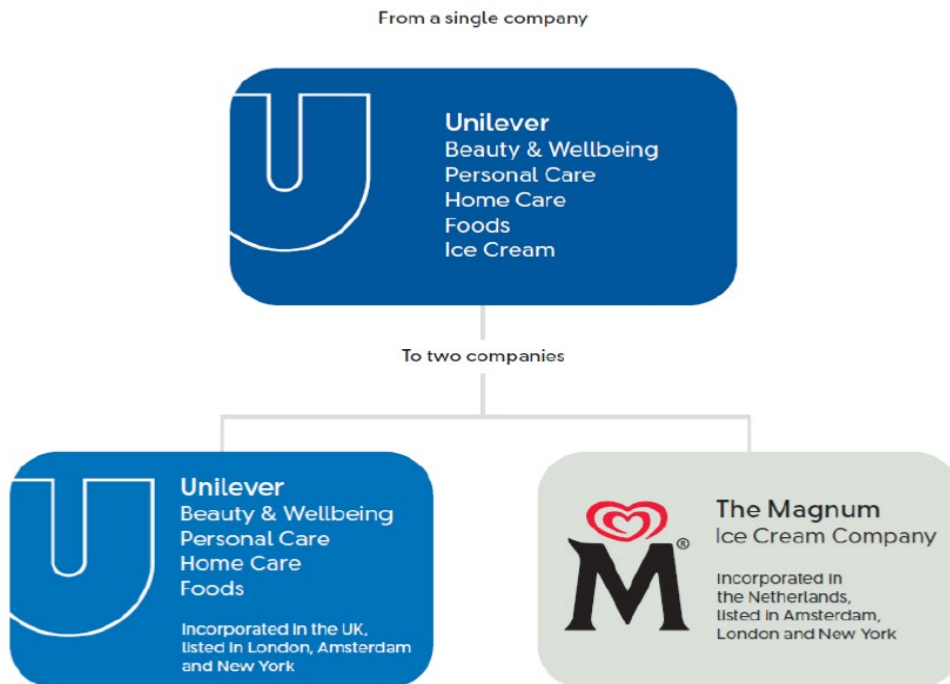 From a single company
Unilever
Beauty & Wellbeing
Personal Care
Home Care
Foods
Ice Cream
To two companies
Unilever
Beauty & Wellbeing
Personal Care
Home Care
Foods
Incorporated in the UK,
listed in London, Amsterdam
and New York
M®
The Magnum
Ice Cream Company
Incorporated in
the Netherlands,
listed in Amsterdam,
London and New York